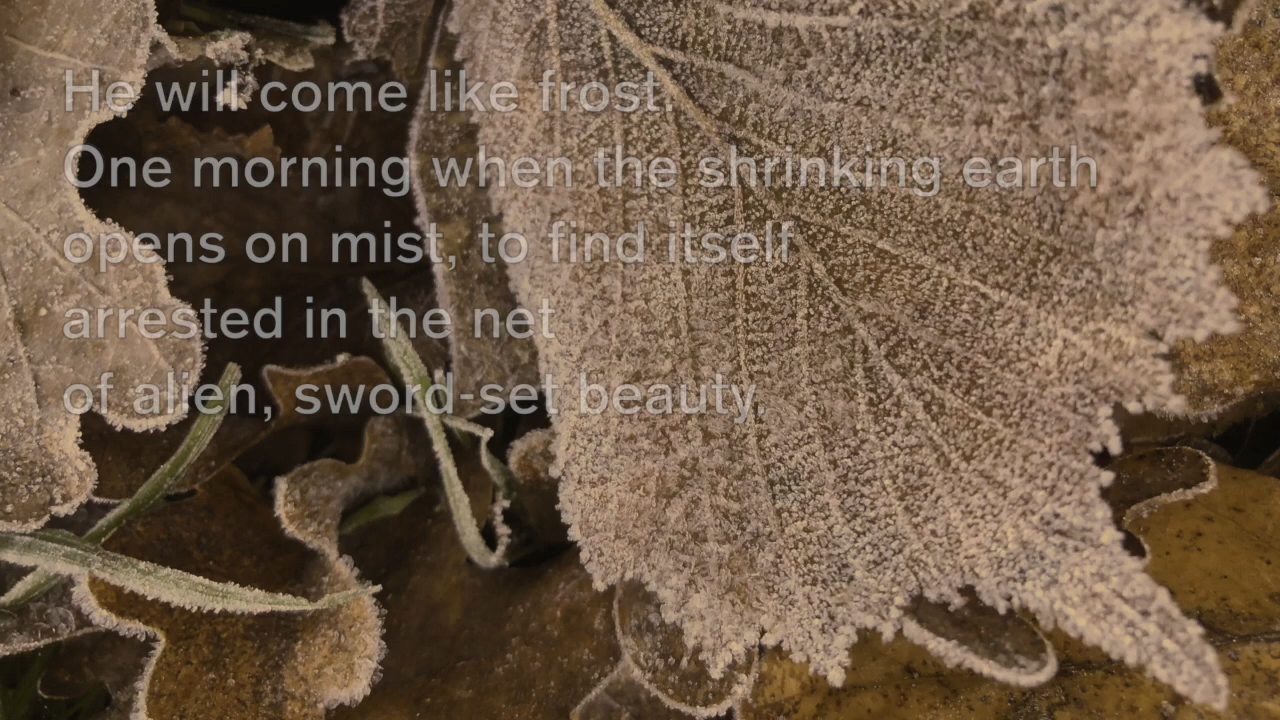 He will come like frost.
One morning when the shrinking earth
opens on mist, to find itself
arrested in the net
of alien, sword-set beauty.